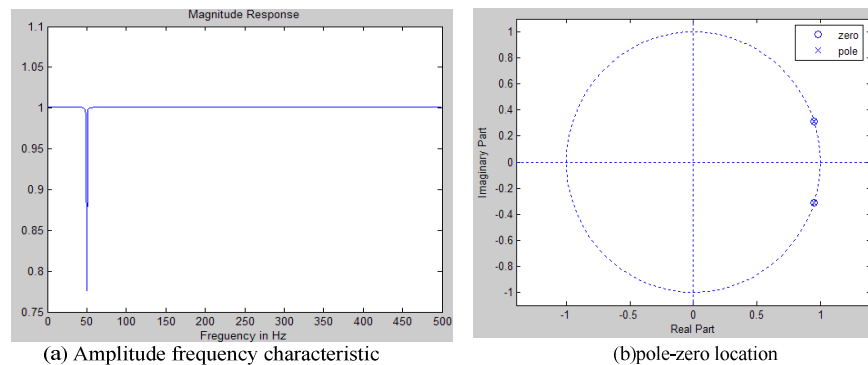 Magnitude Response
1.1
1.05
1
0.95
0.9
0.85
0.8
0.75
0 50 100 150 200 250 300 350 400 450 500
Frequency in Hz
(a) Amplitude frequency characteristic
zero
pole
1
0.8
0.6
0.4
0.2
0
-0.2
-0.4
-0.6
-0.8
-1
Imaginary Part
-1 -0.5 0 0.5 1
Real Part
(b)pole-zero location